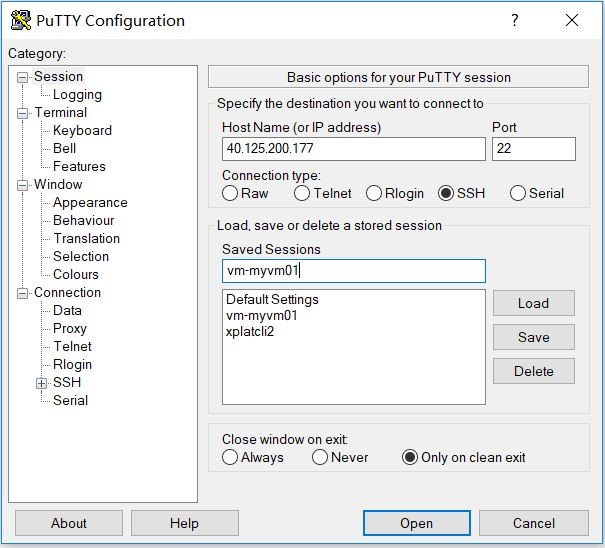 PuTTY Configuration
Category:
Session
Logging
Terminal
Keyboard
Bell
Features
Window
Appearance
Behaviour
Translation
Selection
Colours
Connection
Data
Proxy
Telnet
Rlogin
SSH
Serial
Basic options for your PuTTY session
Specify the destination you want to connect to
Host Name (or IP address) Port
40.125.200.177 22
Connection type:
Raw Telnet Rlogin SSH Serial
Load, save or delete a stored session
Saved Sessions
vm-myvm01
Default Settings
vm-myvm01
xplatcli2
Load
Save
Delete
Close window on exit:
Always Never Only on clean exit
About Help Open Cancel